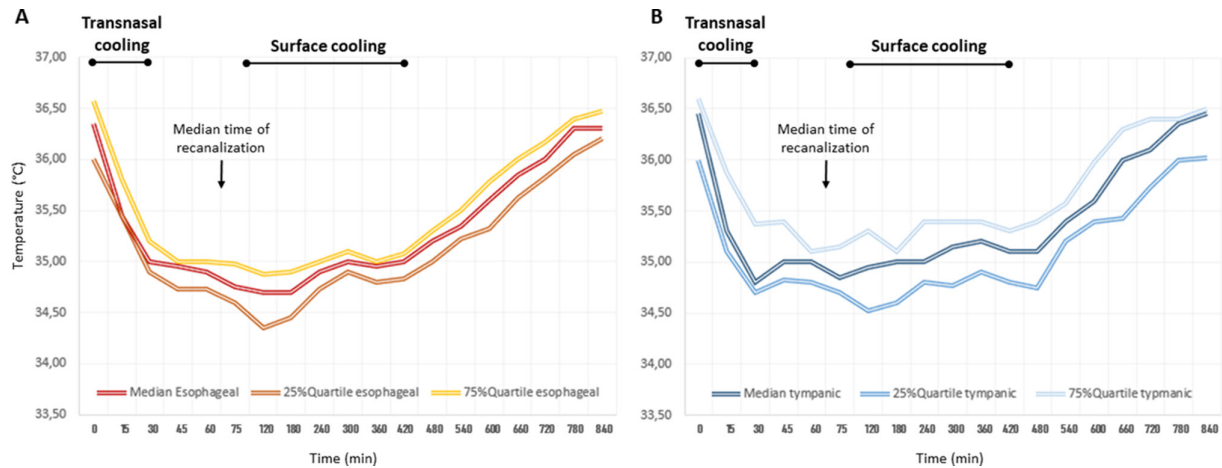 A
Transnasal
cooling
Surface cooling
37,00
36,50
36,00
35,50
35,00
34,50
34,00
33,50
Temperature (°C)
Median time of
recanalization
Median Esophageal
25%Quartile esophageal
75%Quartile esophageal
0 15 30 45 60 75 120 180 240 300 360 420 480 540 600 660 720 780 840
Time (min)
B
Transnasal
cooling
Surface cooling
37,00
36,50
36,00
35,50
35,00
34,50
34,00
33,50
Median time of
recanalization
Median tympanic
25%Quartile tympanic
75%Quartile typmanic
0 15 30 45 60 75 120 180 240 300 360 420 480 540 600 660 720 780 840
Time (min)